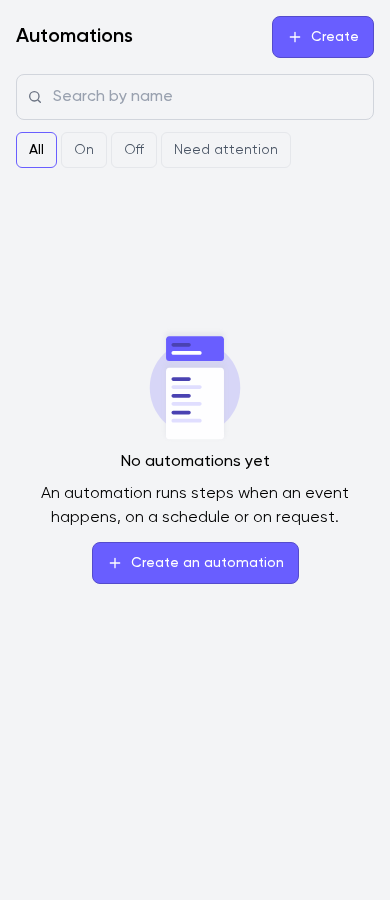 Automations
Create
Search by name
All
On
Off
Need attention
No automations yet
An automation runs steps when an event
happens, on a schedule or on request.
Create an automation